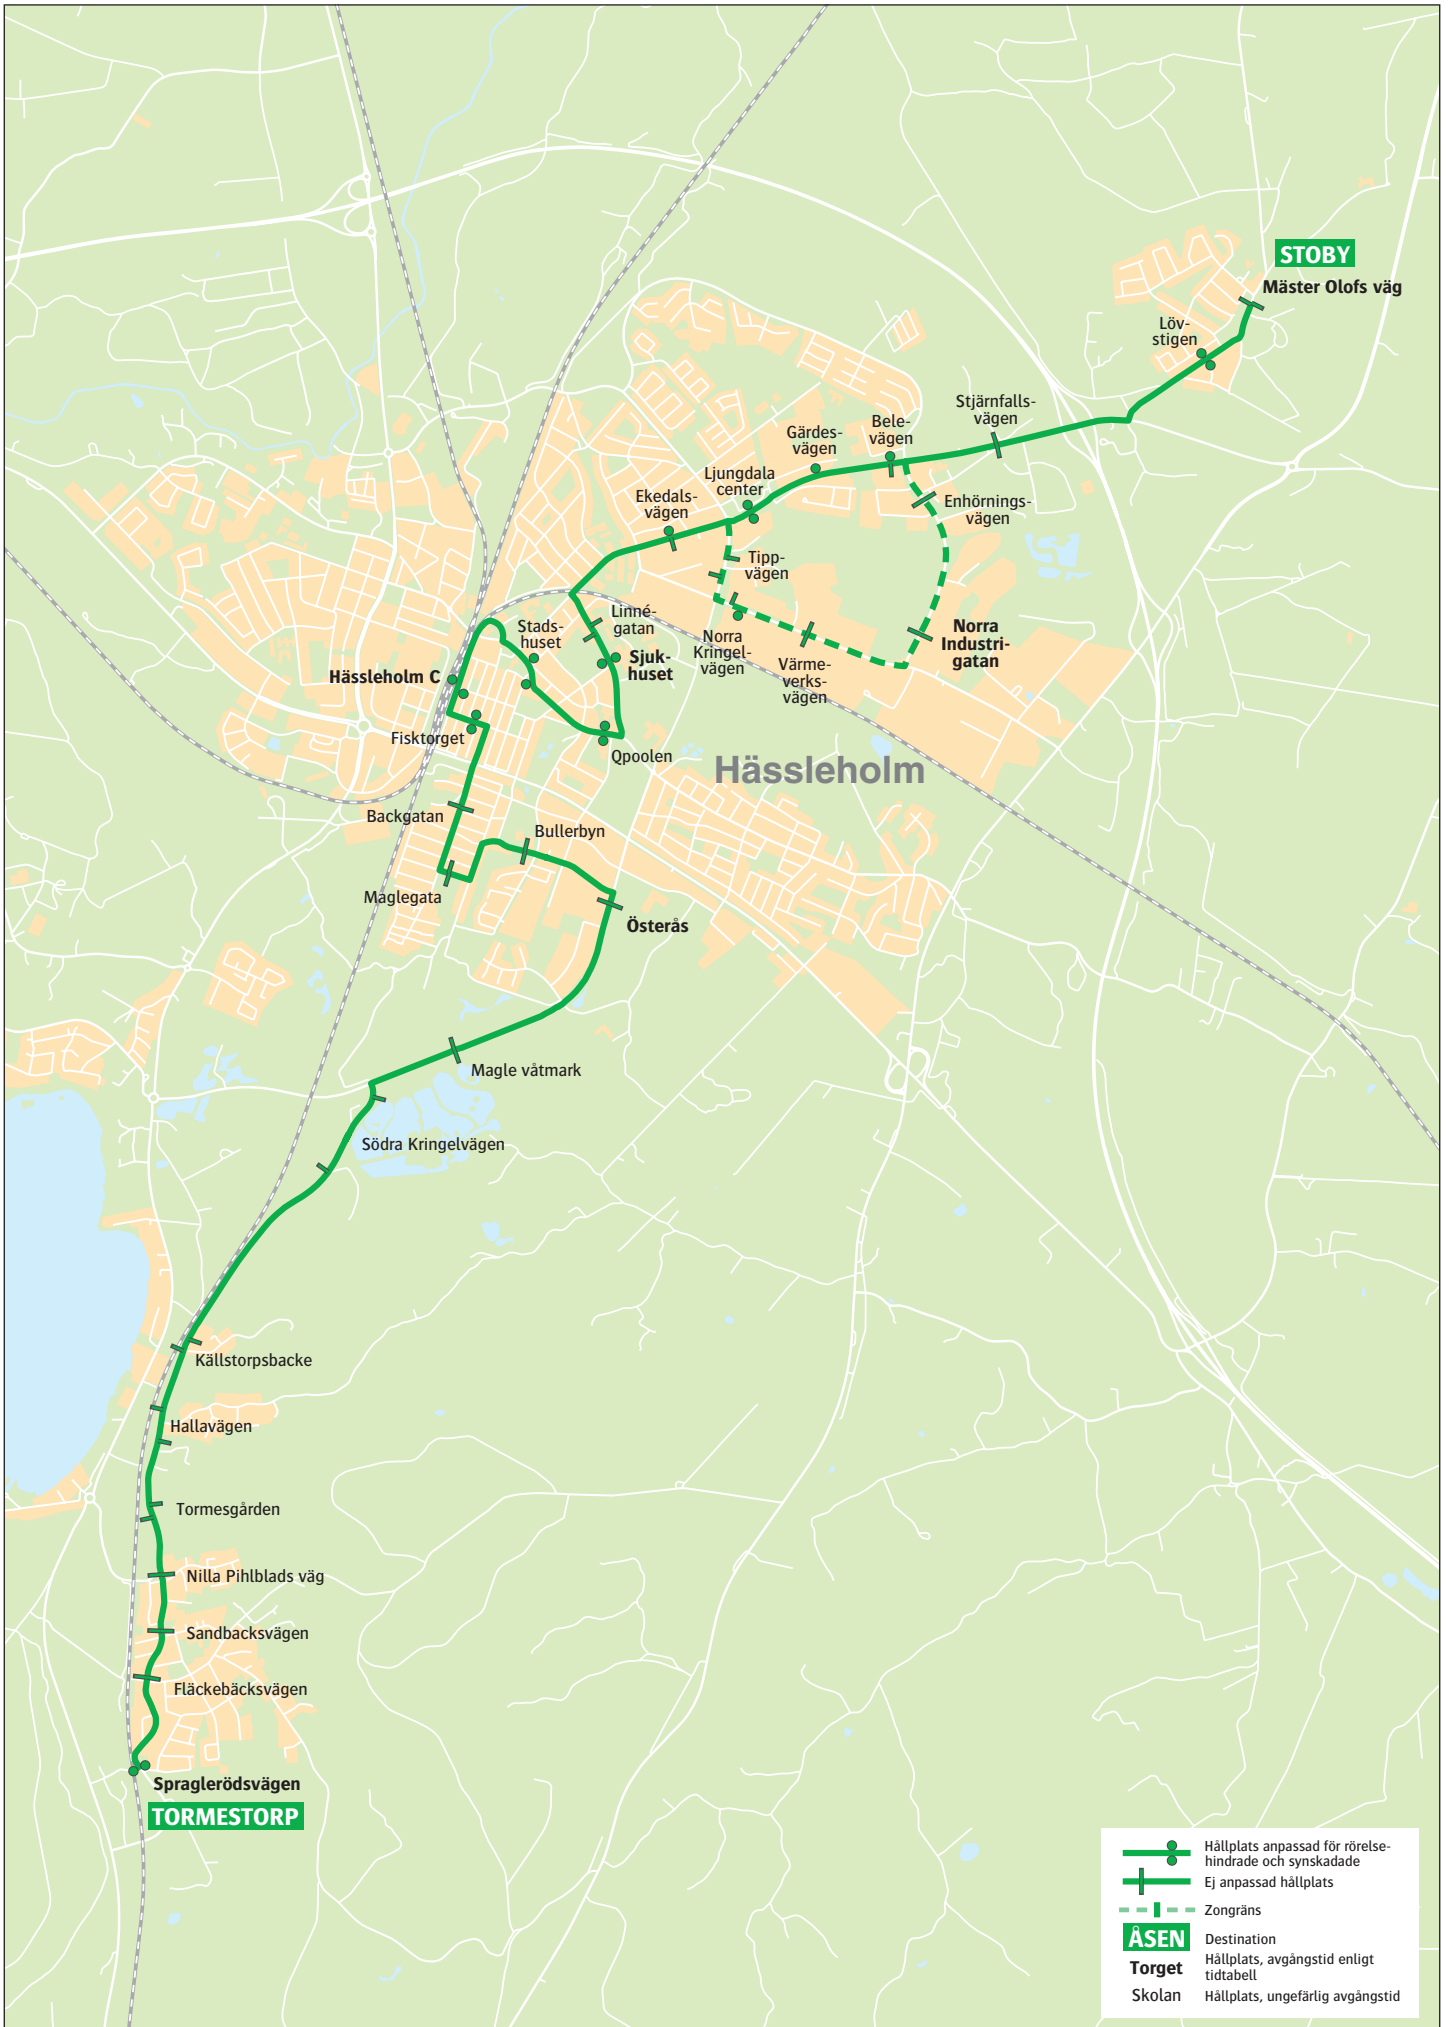 STOBY
Mäster Olofs väg
Löv-
stigen
Stjärnfalls-
vägen
Bele-
vägen
Gärdes-
vägen
Ljungdala
center
Ekedals-
vägen
Enhörnings-
vägen
Tipp-
vägen
Norra
Kringel-
vägen
Värme-
verks-
vägen
Norra
Industri-
gatan
Linné-
gatan
Sjuk-
huset
Stads-
huset
Hässleholm C
Fisktorget
Qpoolen
Hässleholm
Backgatan
Bullerbyn
Maglegata
Österås
Magle våtmark
Södra Kringelvägen
Källstorpsbacke
Hallavägen
Tormesgården
Nilla Pihlblads väg
Sandbacksvägen
Fläckebäcksvägen
Spraglerödsvägen
TORMESTORP
Hållplats anpassad för rörelse-
hindrade och synskadade
Ej anpassad hållplats
Zongräns
ÅSEN Destination
Torget Hållplats, avgångstid enligt
tidtabell
Skolan Hållplats, ungefärlig avgångstid